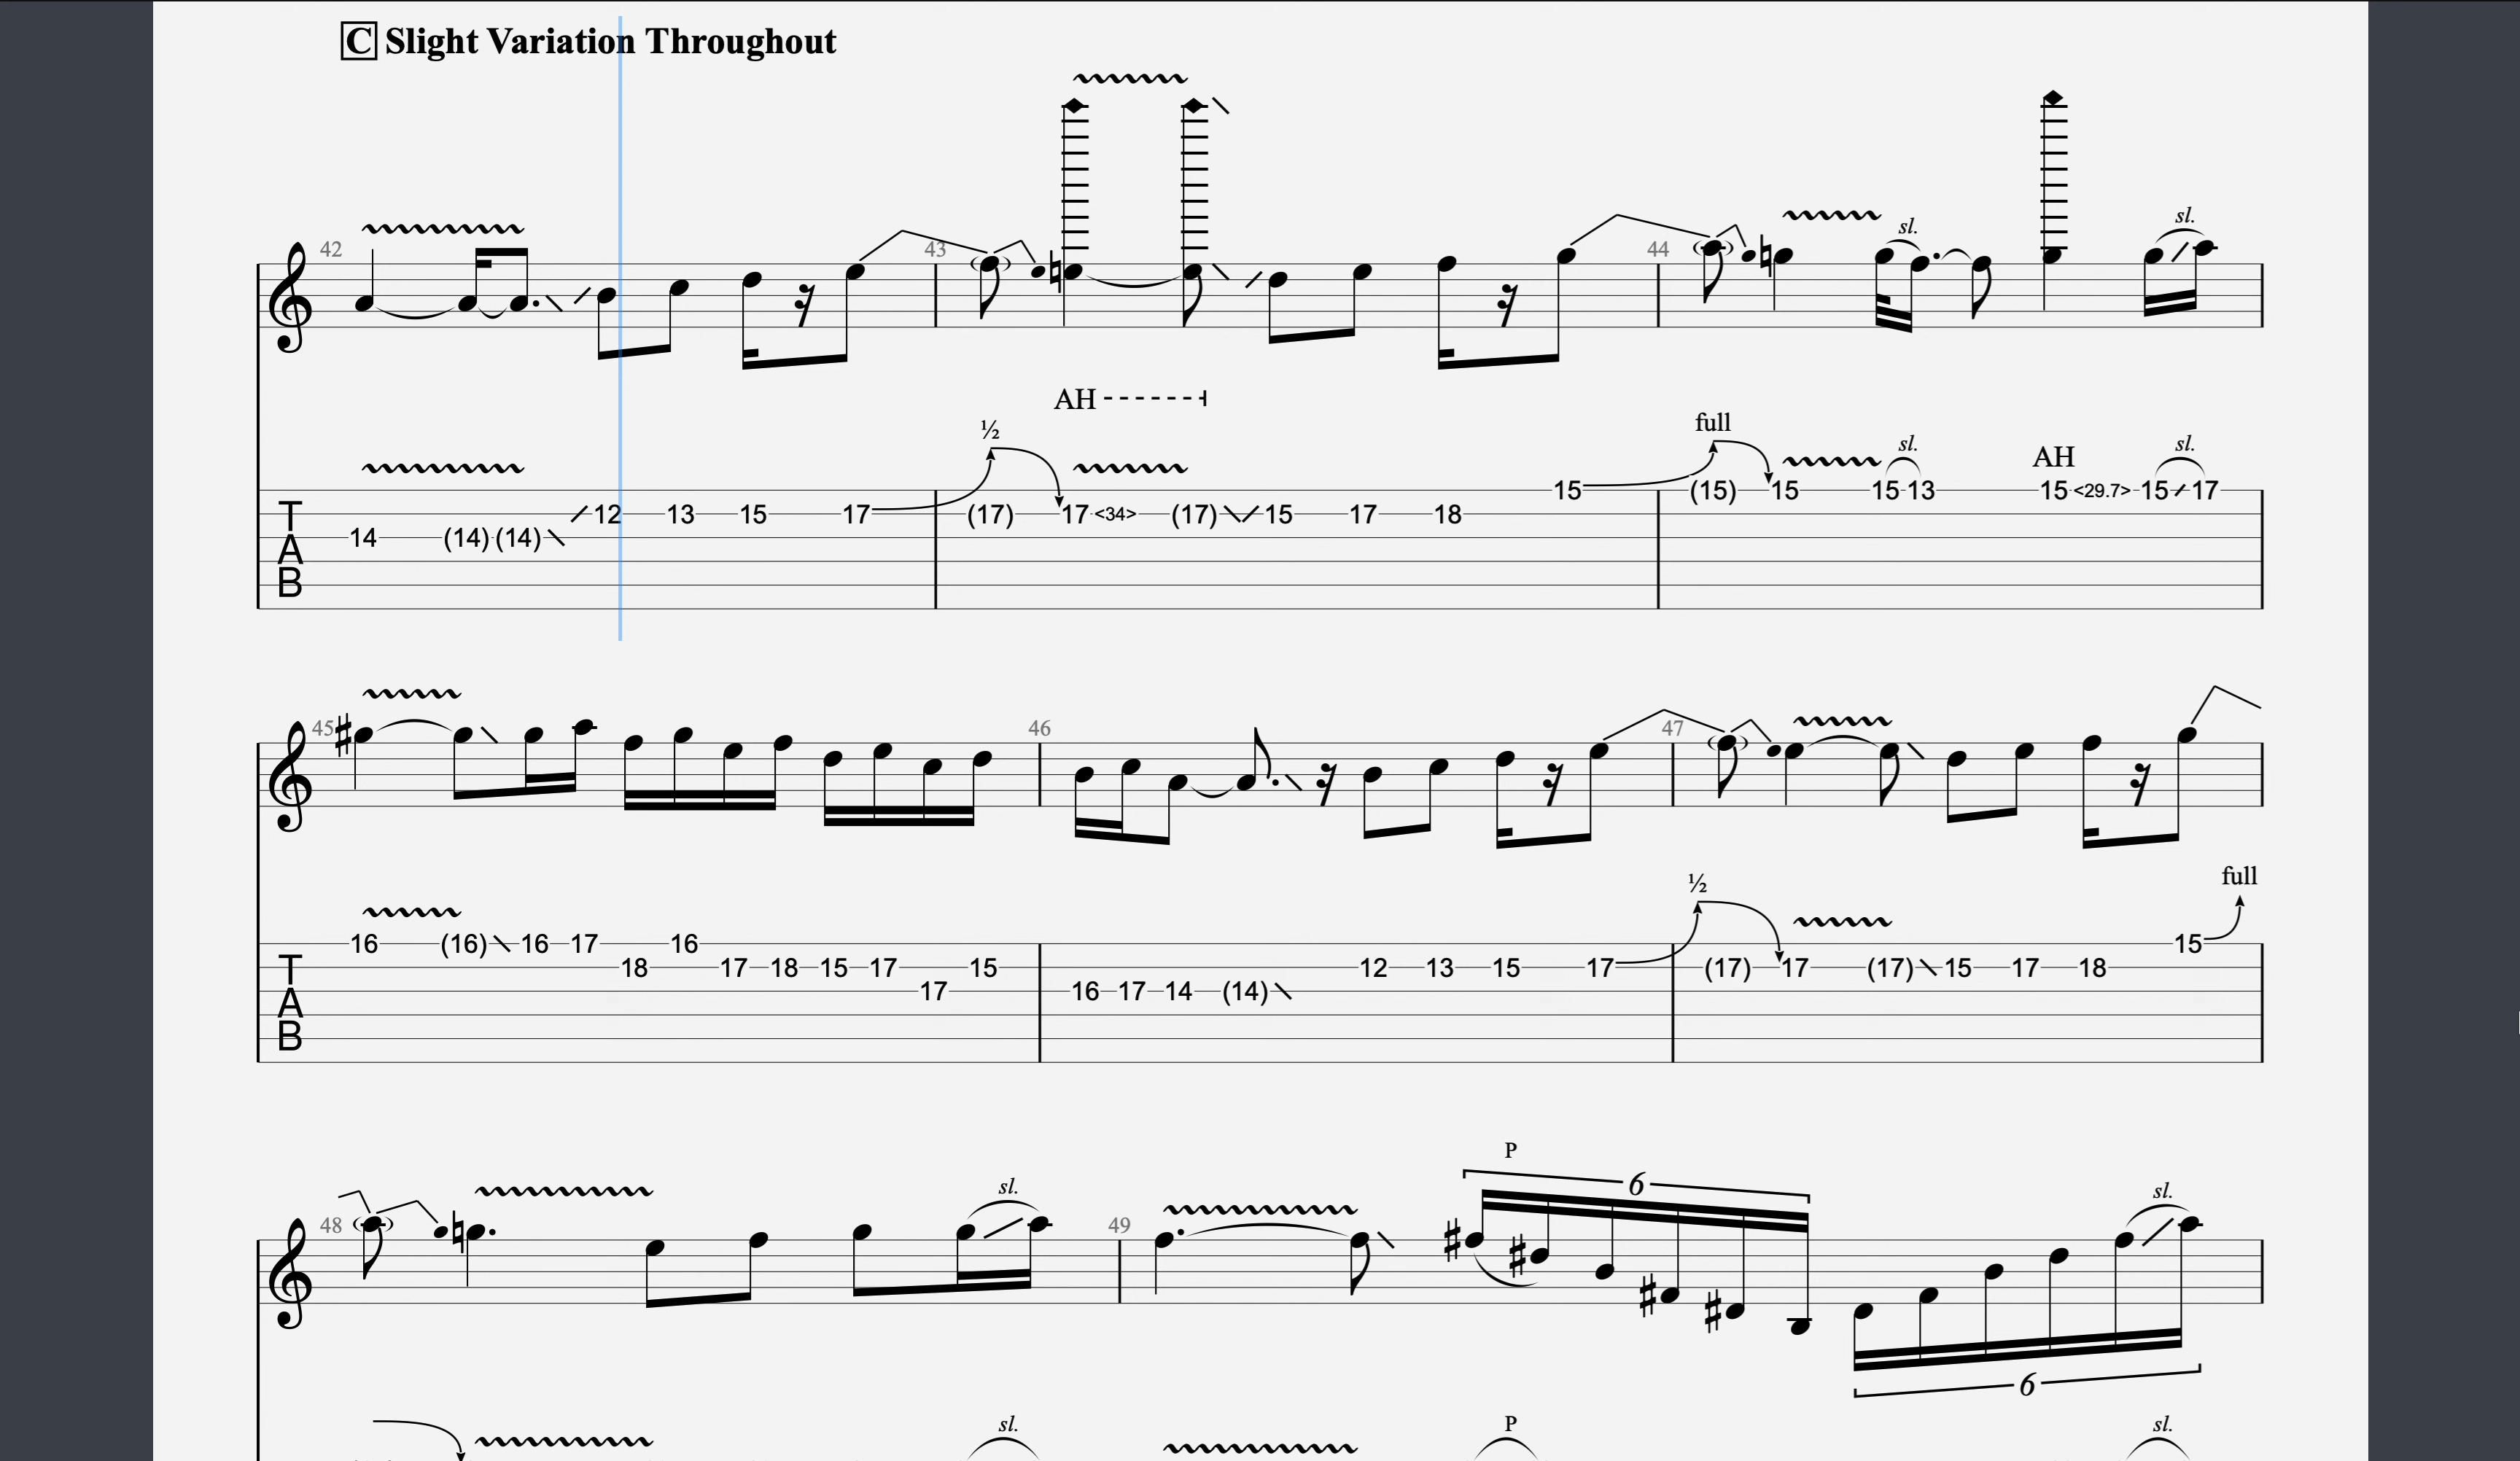 C Slight Variation Throughout
42 43 44
sl. sl.
AH
½ full sl. AH sl.
15 (15) 15 15 13 15 <29.7> 15 17
T 12 13 15 17 (17) 17 <34> (17) 15 17 18
A 14 (14) (14)
B
45 46 47
½ full
16 (16) 16 17 16 15
T 18 17 18 15 17 15 12 13 15 17 (17) 17 (17) 15 17 18
A 17 16 17 14 (14)
B
P
6
sl. sl.
48 49
6
sl. P sl.